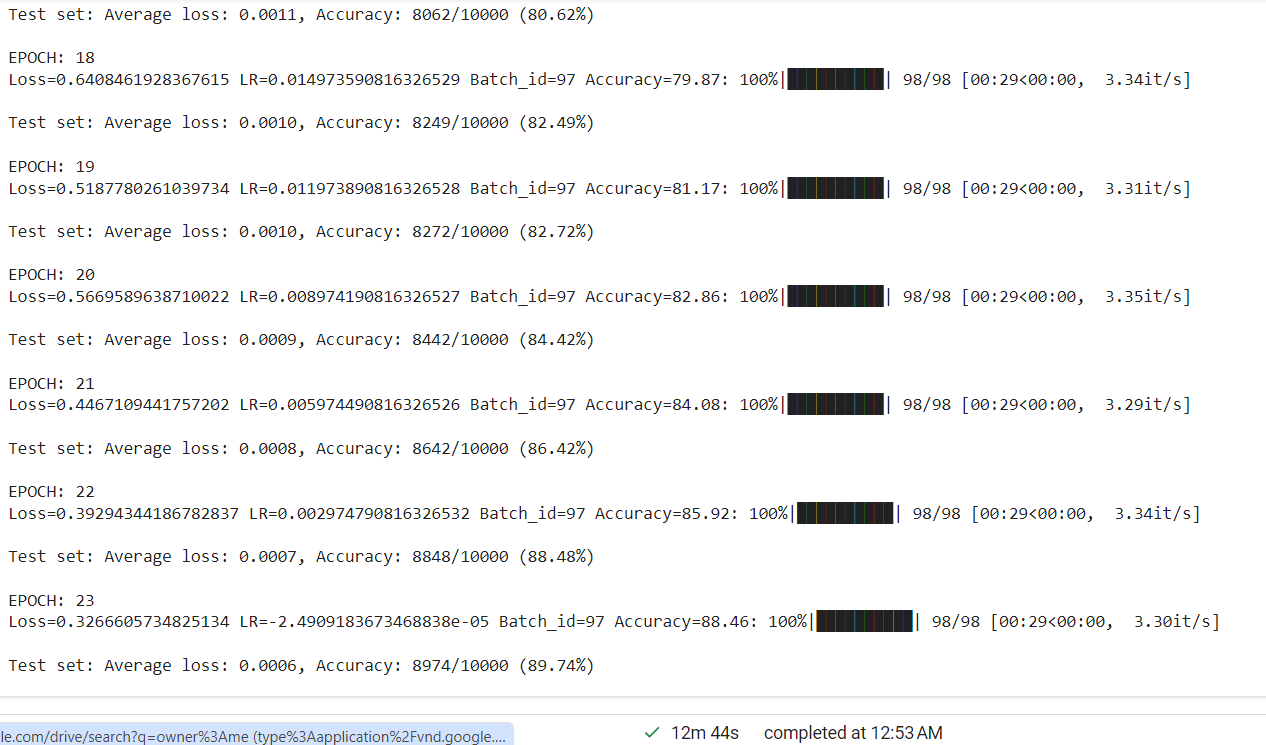 Test set: Average loss: 0.0011, Accuracy: 8062/10000 (80.62%)
EPOCH: 18
Loss=0.6408461928367615 LR=0.014973590816326529 Batch_id=97 Accuracy=79.87: 100%|██████████| 98/98 [00:29<00:00,  3.34it/s]
Test set: Average loss: 0.0010, Accuracy: 8249/10000 (82.49%)
EPOCH: 19
Loss=0.5187780261039734 LR=0.011973890816326528 Batch_id=97 Accuracy=81.17: 100%|██████████| 98/98 [00:29<00:00,  3.31it/s]
Test set: Average loss: 0.0010, Accuracy: 8272/10000 (82.72%)
EPOCH: 20
Loss=0.5669589638710022 LR=0.008974190816326527 Batch_id=97 Accuracy=82.86: 100%|██████████| 98/98 [00:29<00:00,  3.35it/s]
Test set: Average loss: 0.0009, Accuracy: 8442/10000 (84.42%)
EPOCH: 21
Loss=0.4467109441757202 LR=0.005974490816326526 Batch_id=97 Accuracy=84.08: 100%|██████████| 98/98 [00:29<00:00,  3.29it/s]
Test set: Average loss: 0.0008, Accuracy: 8642/10000 (86.42%)
EPOCH: 22
Loss=0.39294344186782837 LR=0.002974790816326532 Batch_id=97 Accuracy=85.92: 100%|██████████| 98/98 [00:29<00:00,  3.34it/s]
Test set: Average loss: 0.0007, Accuracy: 8848/10000 (88.48%)
EPOCH: 23
Loss=0.3266605734825134 LR=-2.4909183673468838e-05 Batch_id=97 Accuracy=88.46: 100%|██████████| 98/98 [00:29<00:00,  3.30it/s]
Test set: Average loss: 0.0006, Accuracy: 8974/10000 (89.74%)
le.com/drive/search?q=owner%3Ame (type%3Aapplication%2Fvnd.google....
✓ 12m 44s completed at 12:53 AM